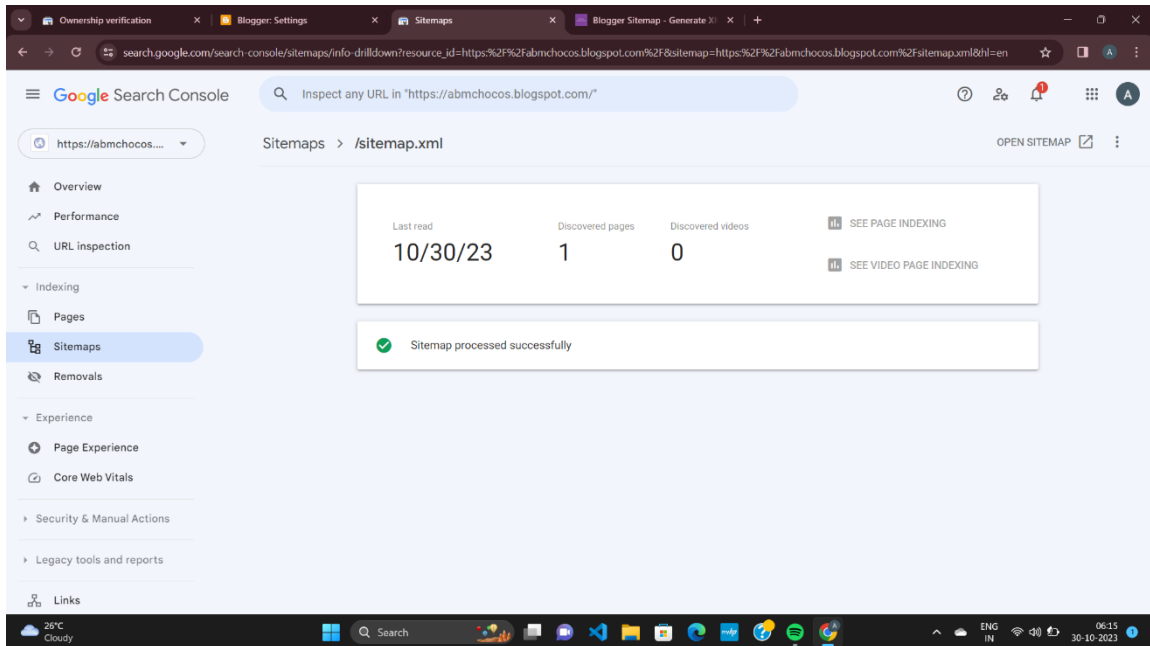 Ownership verification
Blogger: Settings
Sitemaps
Blogger Sitemap - Generate X
search.google.com/search-console/sitemaps/info-drilldown?resource_id=https:%2F%2Fabmchocos.blogspot.com%2F&sitemap=https:%2F%2Fabmchocos.blogspot.com%2Fsitemap.xml&hl=en
A
Google Search Console
Inspect any URL in "https://abmchocos.blogspot.com/"
1
A
https://abmchocos....
Sitemaps > /sitemap.xml
OPEN SITEMAP
Overview
Performance
URL inspection
Indexing
Pages
Sitemaps
Removals
Experience
Page Experience
Core Web Vitals
Security & Manual Actions
Legacy tools and reports
Links
Last read
10/30/23
Discovered pages
1
Discovered videos
0
SEE PAGE INDEXING
SEE VIDEO PAGE INDEXING
Sitemap processed successfully
26°C
Cloudy
Search
ENG
IN
06:15
30-10-2023
1